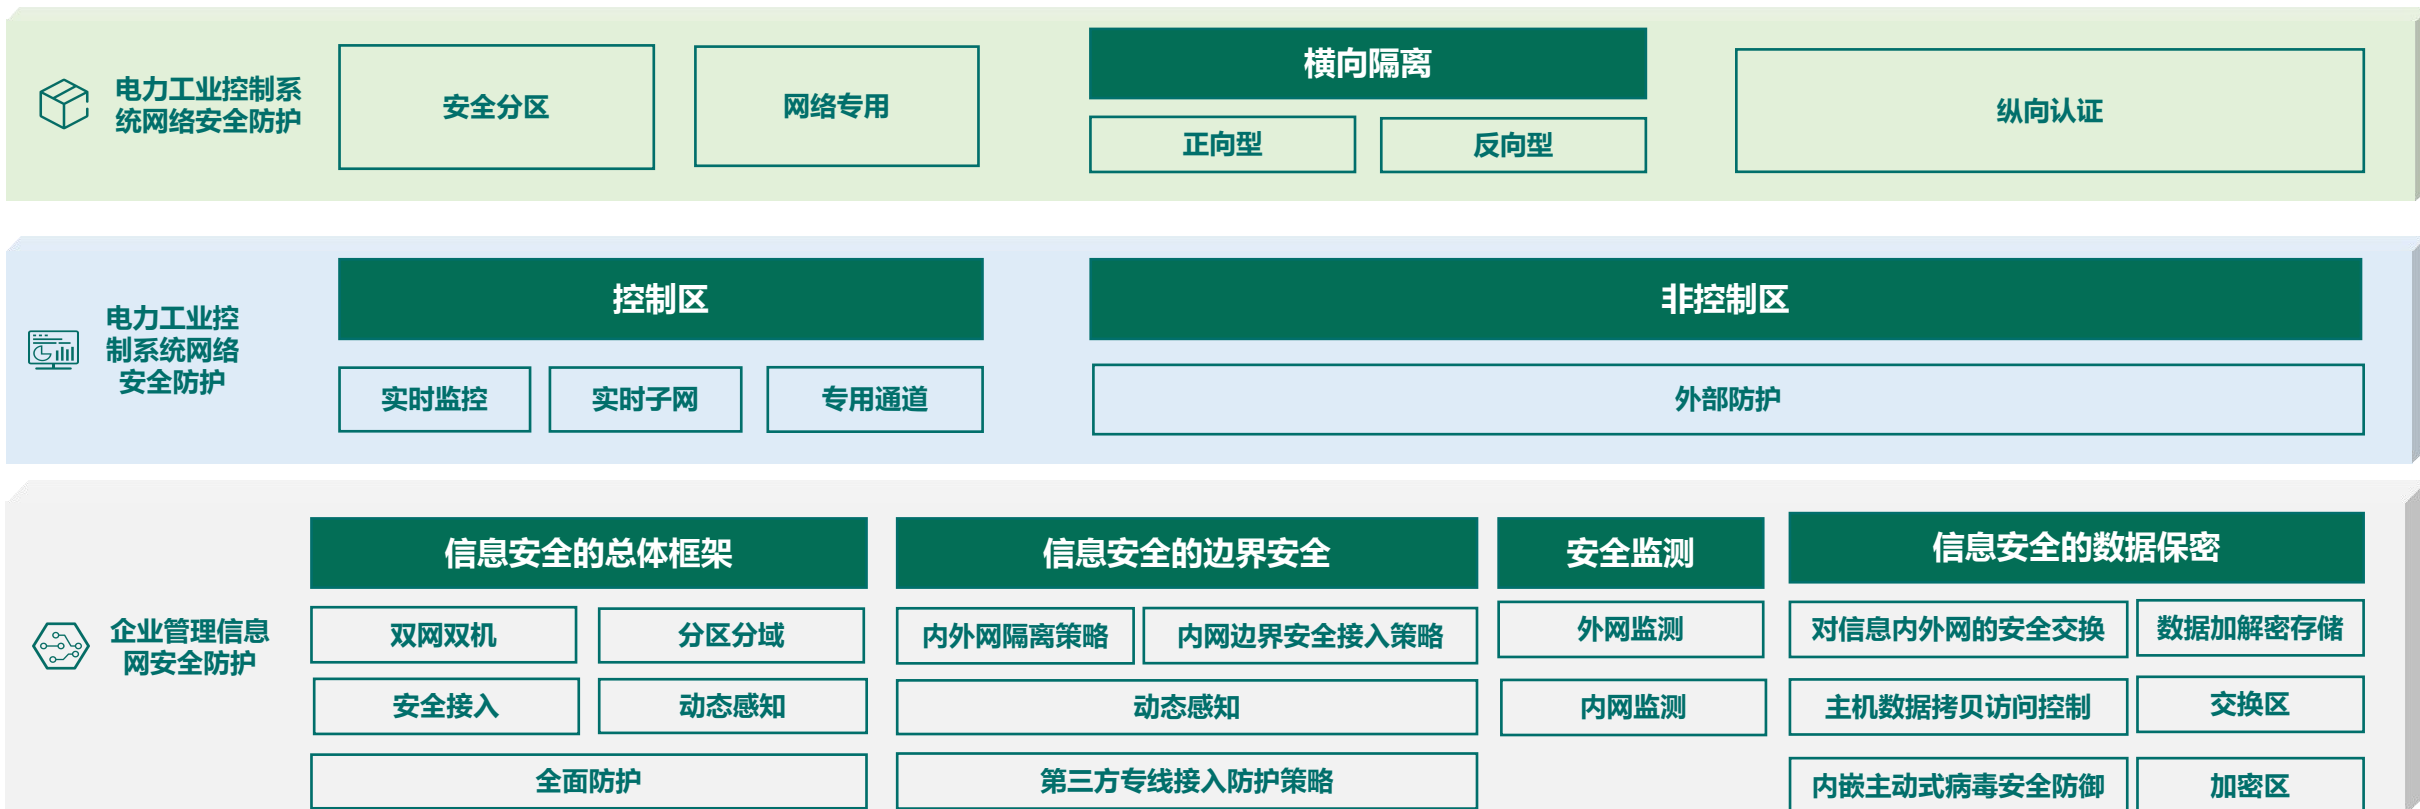 电力工业控制系
统网络安全防护
安全分区
网络专用
横向隔离
正向型
反向型
纵向认证
电力工业控
制系统网络
安全防护
控制区
实时监控
实时子网
专用通道
非控制区
外部防护
企业管理信息
网安全防护
信息安全的总体框架
双网双机
分区分域
安全接入
动态感知
全面防护
信息安全的边界安全
内外网隔离策略
内网边界安全接入策略
动态感知
第三方专线接入防护策略
安全监测
外网监测
内网监测
信息安全的数据保密
对信息内外网的安全交换
数据加解密存储
主机数据拷贝访问控制
交换区
内嵌主动式病毒安全防御
加密区